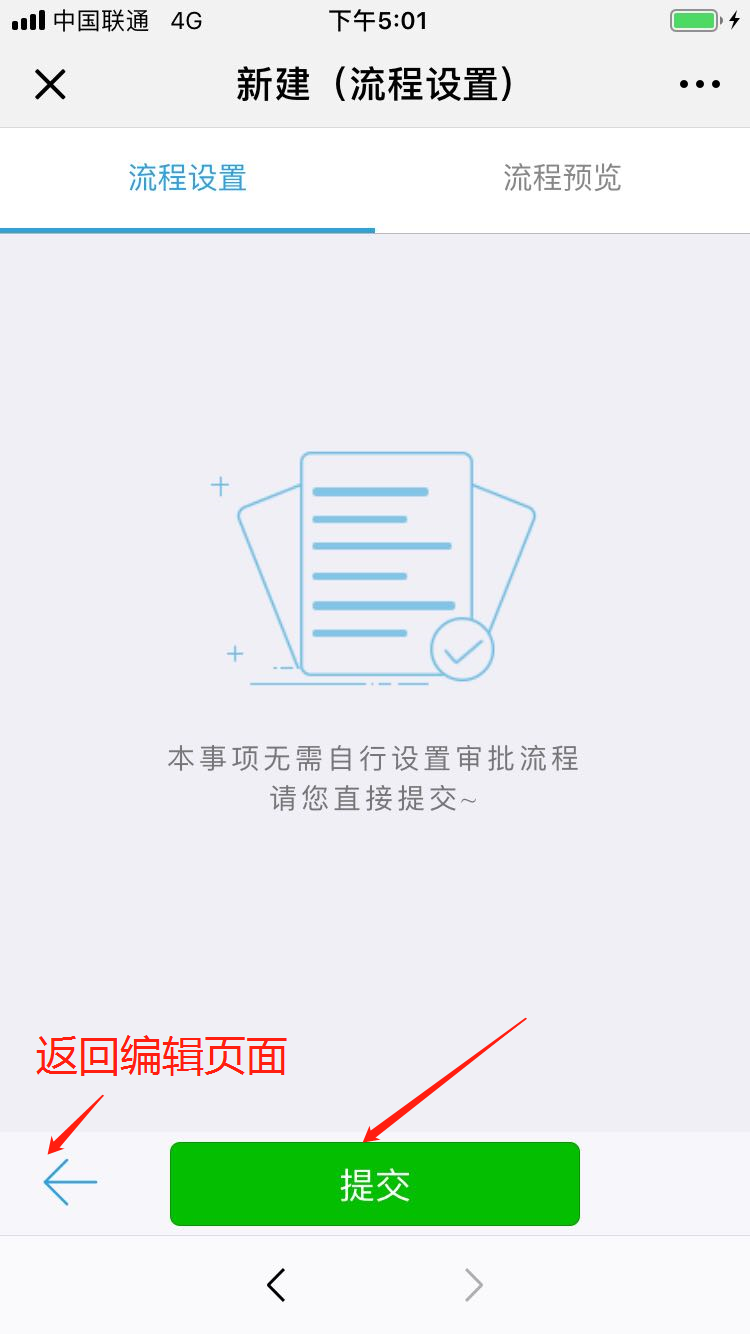 中国联通 4G 下午5:01
新建（流程设置）
流程设置 流程预览
本事项无需自行设置审批流程
请您直接提交~
返回编辑页面
提交